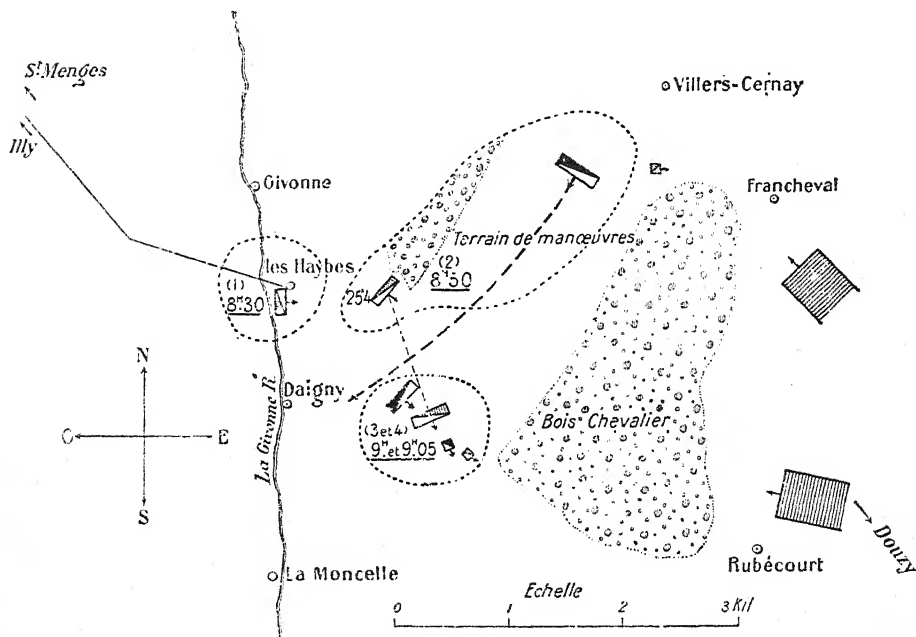 St Menges
Illy
Villers-Cernay
Givonne
Francheval
Terrain de manœuvres
les Haybes
(1)
8H30
(2)
8H50
254
N
O E
S
La Givonne R.
Daigny
(3 et 4)
9H et 9H05
Bois Chevalier
Douzy
La Moncelle
Rubécourt
Echelle
0 1 2 3 Kil